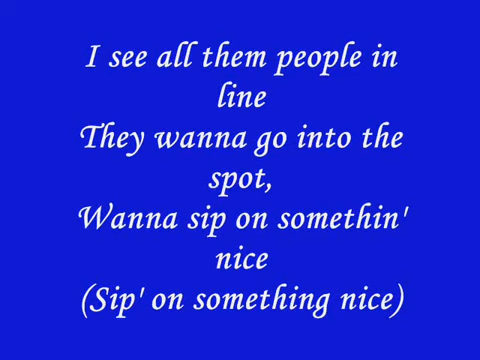 I see all them people in
line
They wanna go into the
spot,
Wanna sip on somethin'
nice
(Sip' on something nice)